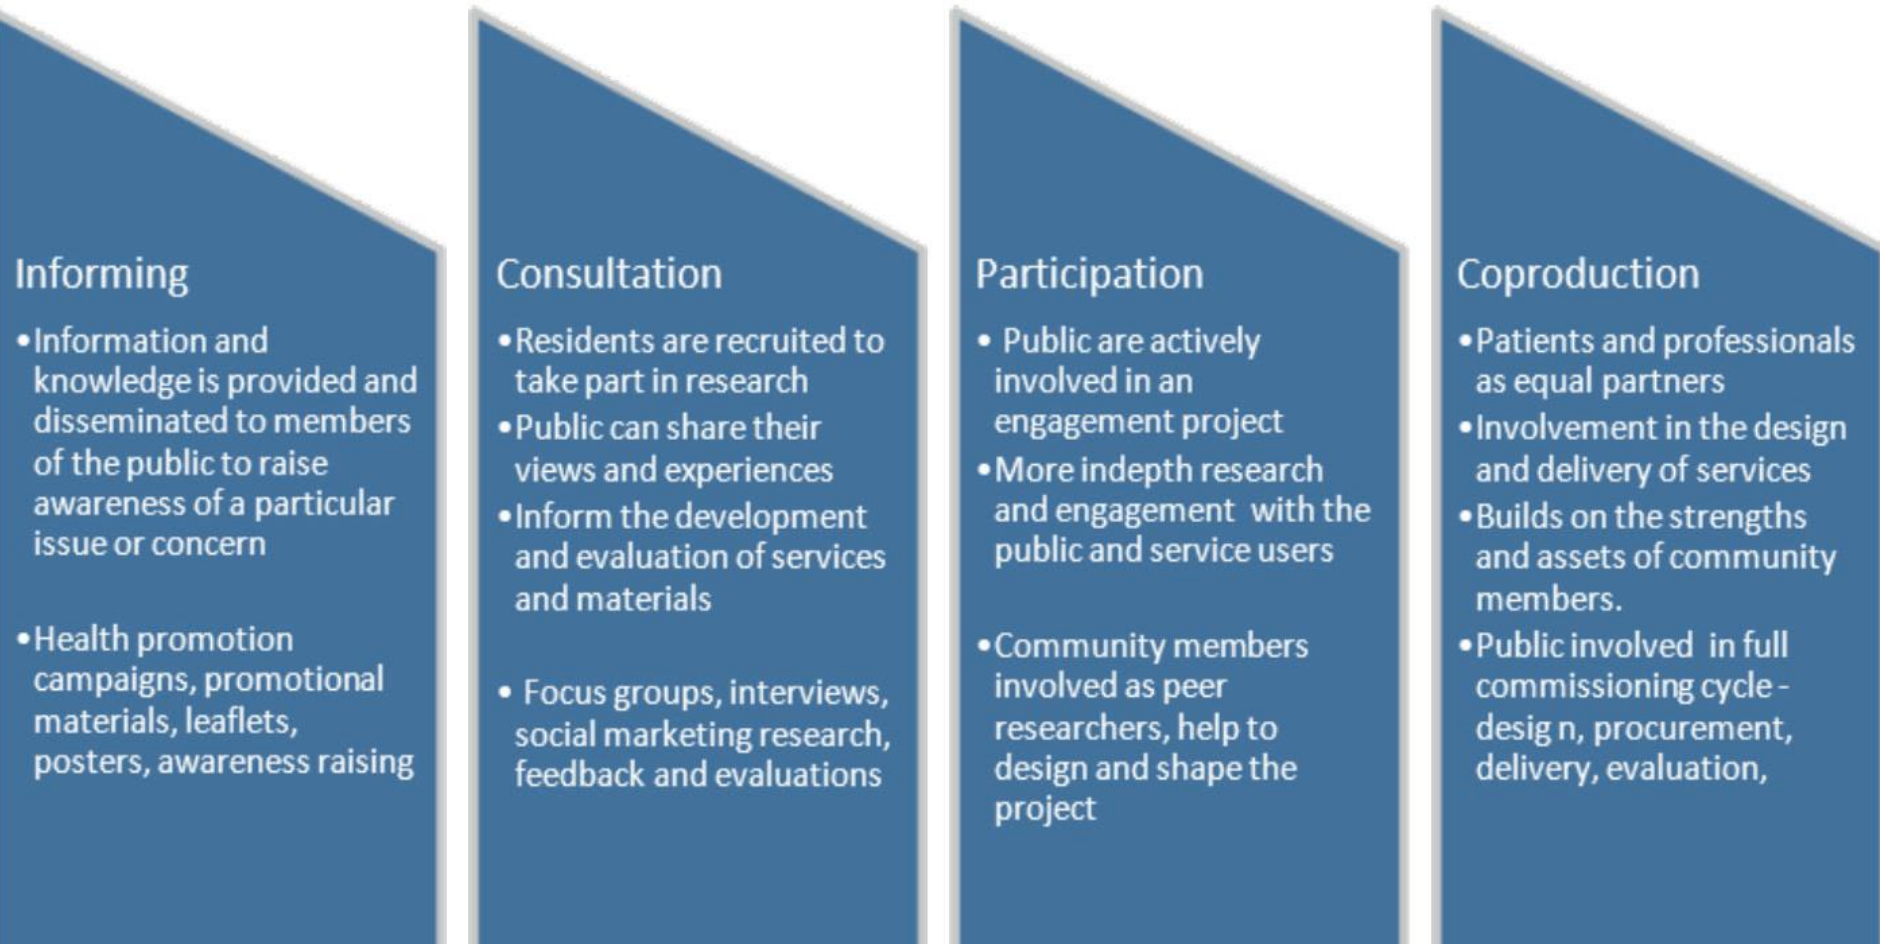 Informing
•Information and
knowledge is provided and
disseminated to members
of the public to raise
awareness of a particular
issue or concern
•Health promotion
campaigns, promotional
materials, leaflets,
posters, awareness raising
Consultation
•Residents are recruited to
take part in research
•Public can share their
views and experiences
•Inform the development
and evaluation of services
and materials
• Focus groups, interviews,
social marketing research,
feedback and evaluations
Participation
• Public are actively
involved in an
engagement project
•More indepth research
and engagement with the
public and service users
•Community members
involved as peer
researchers, help to
design and shape the
project
Coproduction
•Patients and professionals
as equal partners
•Involvement in the design
and delivery of services
•Builds on the strengths
and assets of community
members.
•Public involved in full
commissioning cycle -
desig n, procurement,
delivery, evaluation,